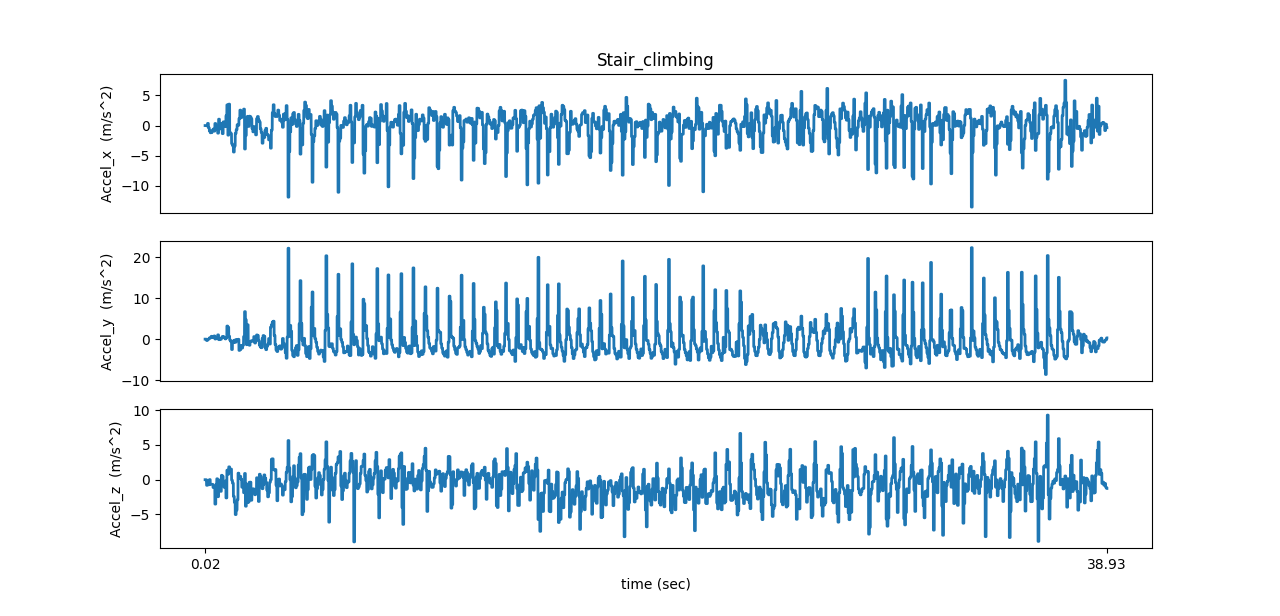 Stair_climbing
Accel_x  (m/s^2)
5
0
−5
−10
Accel_y  (m/s^2)
20
10
0
−10
Accel_z  (m/s^2)
10
5
0
−5
0.02
38.93
time (sec)